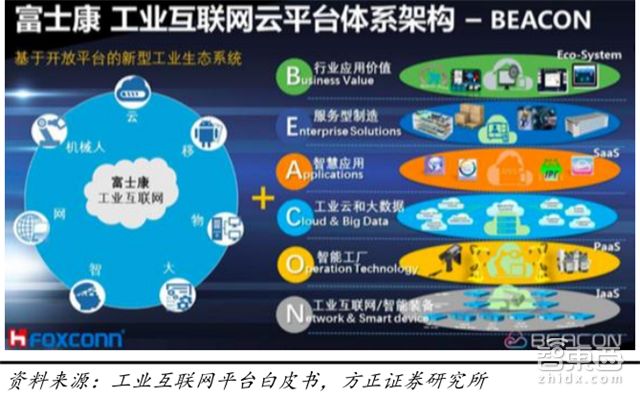 富士康 工业互联网云平台体系架构 – BEACON
基于开放平台的新型工业生态系统
云
移
物
大
智
网
机械人
富士康
工业互联网
+
Eco-System
B 行业应用价值
Business Value
E 服务型制造
Enterprise Solutions
SaaS
A 智慧应用
Applications
C 工业云和大数据
Cloud & Big Data
PaaS
O 智能工厂
Operation Technology
IaaS
N 工业互联网/智能装备
Network & Smart device
FOXCONN
BEACON
资料来源：工业互联网平台白皮书，方正证券研究所
智东西
zhidx.com